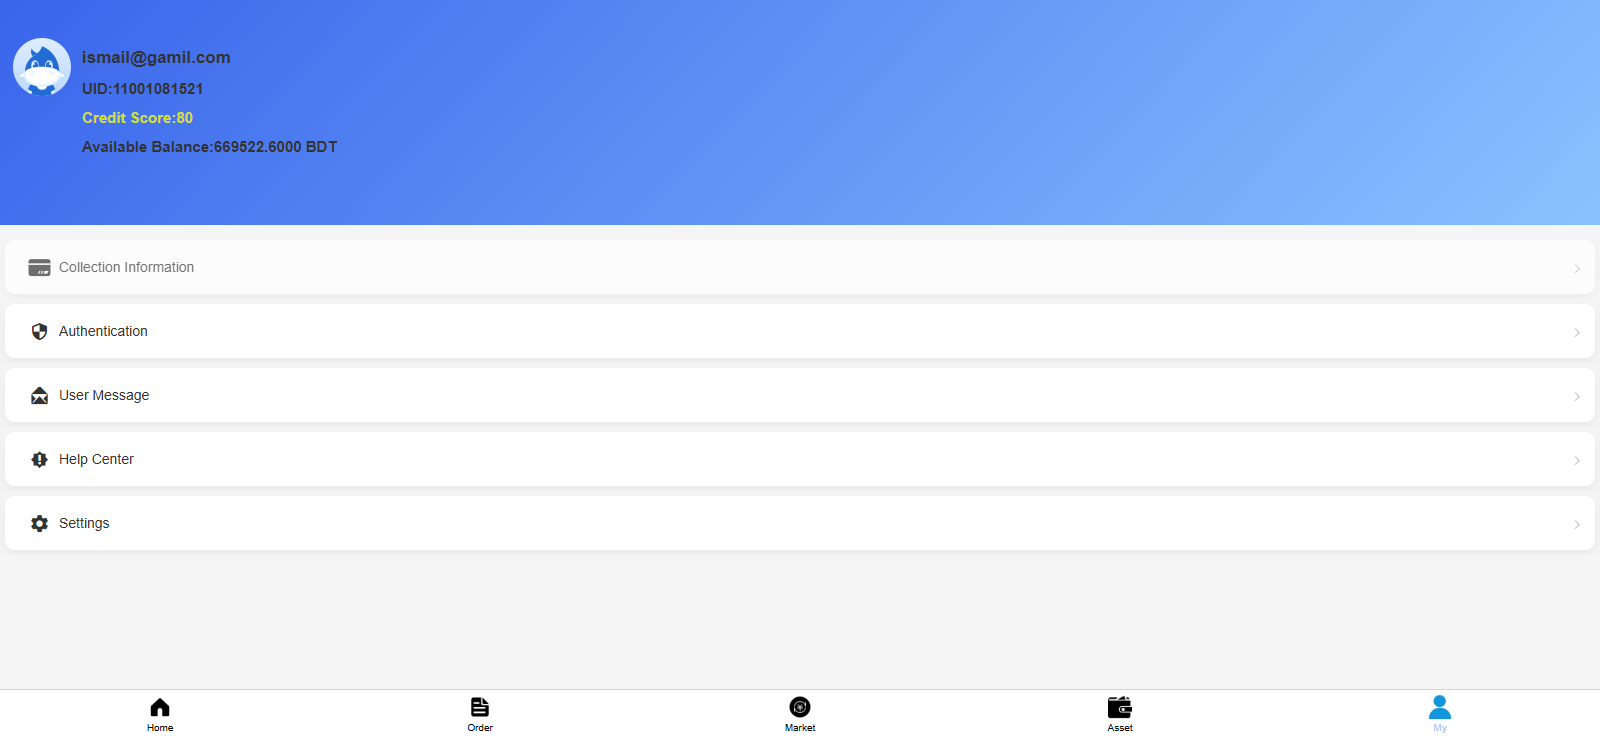 ismail@gamil.com
UID:11001081521
Credit Score:80
Available Balance:669522.6000 BDT
Collection Information
Authentication
User Message
Help Center
Settings
Home
Order
Market
Asset
My